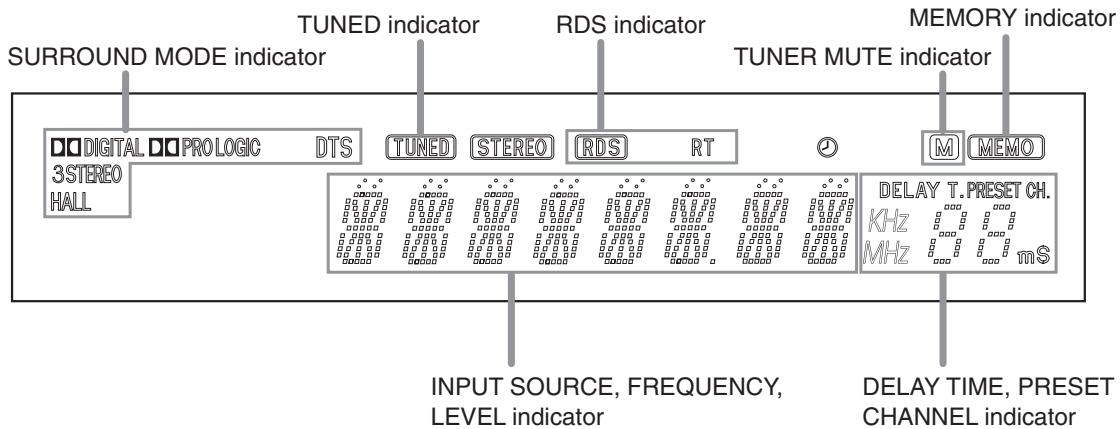 MEMORY indicator
TUNED indicator RDS indicator
SURROUND MODE indicator TUNER MUTE indicator
DIGITAL PRO LOGIC DTS TUNED STEREO RDS RT M MEMO
3 STEREO
HALL
DELAY T. PRESET CH.
KHz
MHz
mS
INPUT SOURCE, FREQUENCY,
LEVEL indicator
DELAY TIME, PRESET
CHANNEL indicator